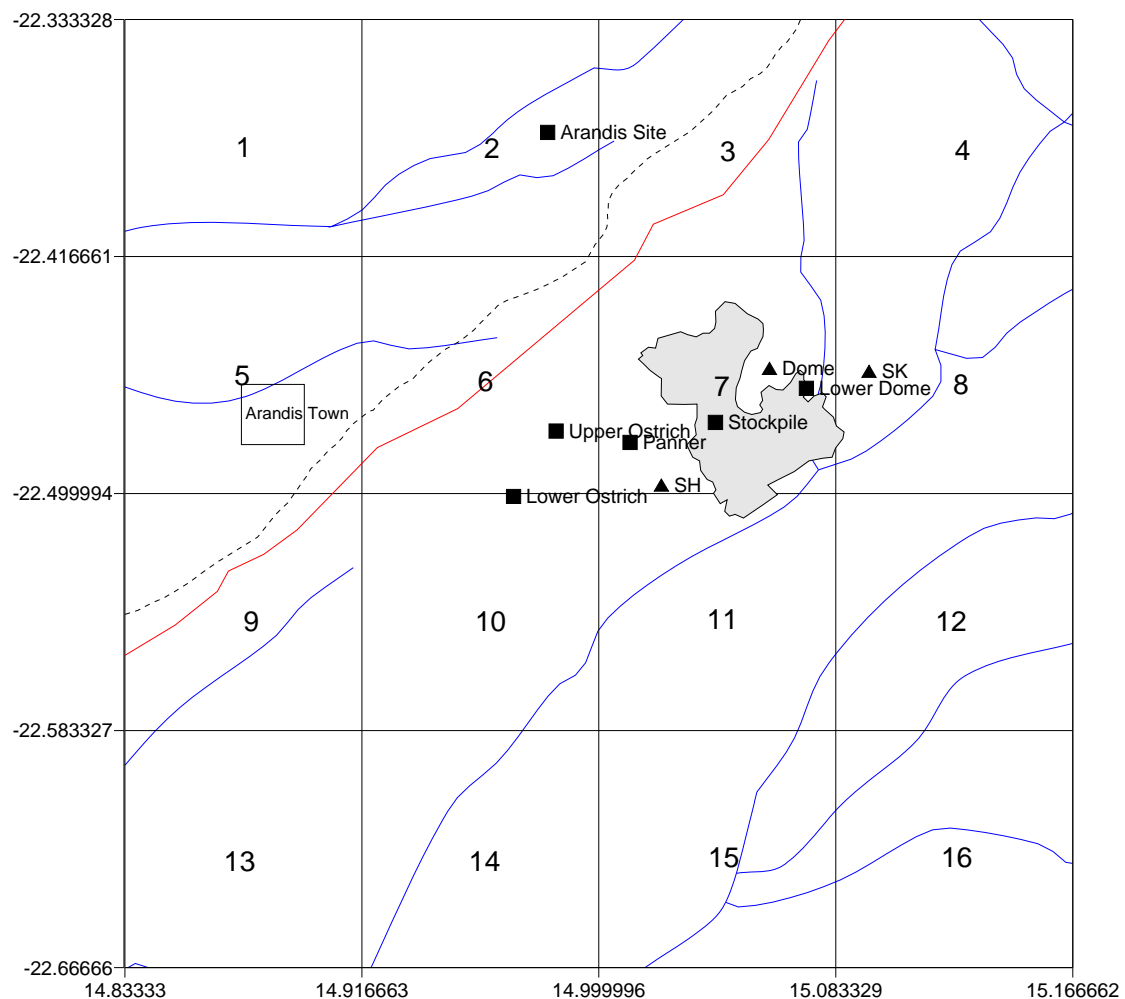 -22.333328
Arandis Site
1
2
3
4
-22.416661
Dome
SK
5
6
7
8
Lower Dome
Arandis Town
Stockpile
Upper Ostrich
Panner
SH
-22.499994
Lower Ostrich
9
10
11
12
-22.583327
13
14
15
16
-22.66666
14.83333
14.916663
14.999996
15.083329
15.166662